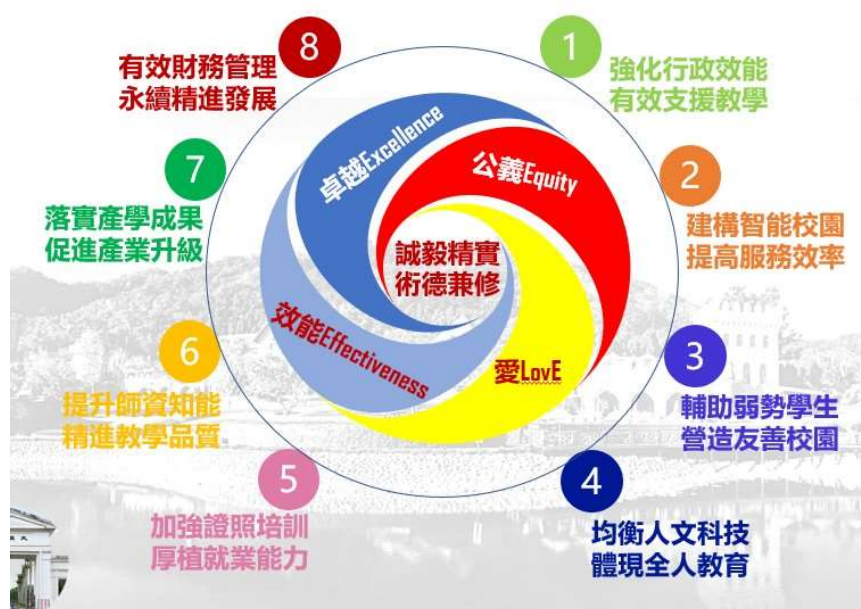 8
有效財務管理
永續精進發展
1
強化行政效能
有效支援教學
7
落實產學成果
促進產業升級
2
建構智能校園
提高服務效率
卓越Excellence
公義Equity
誠毅精實
術德兼修
效能Effectiveness
愛LovE
6
提升師資知能
精進教學品質
3
輔助弱勢學生
營造友善校園
5
加強證照培訓
厚植就業能力
4
均衡人文科技
體現全人教育